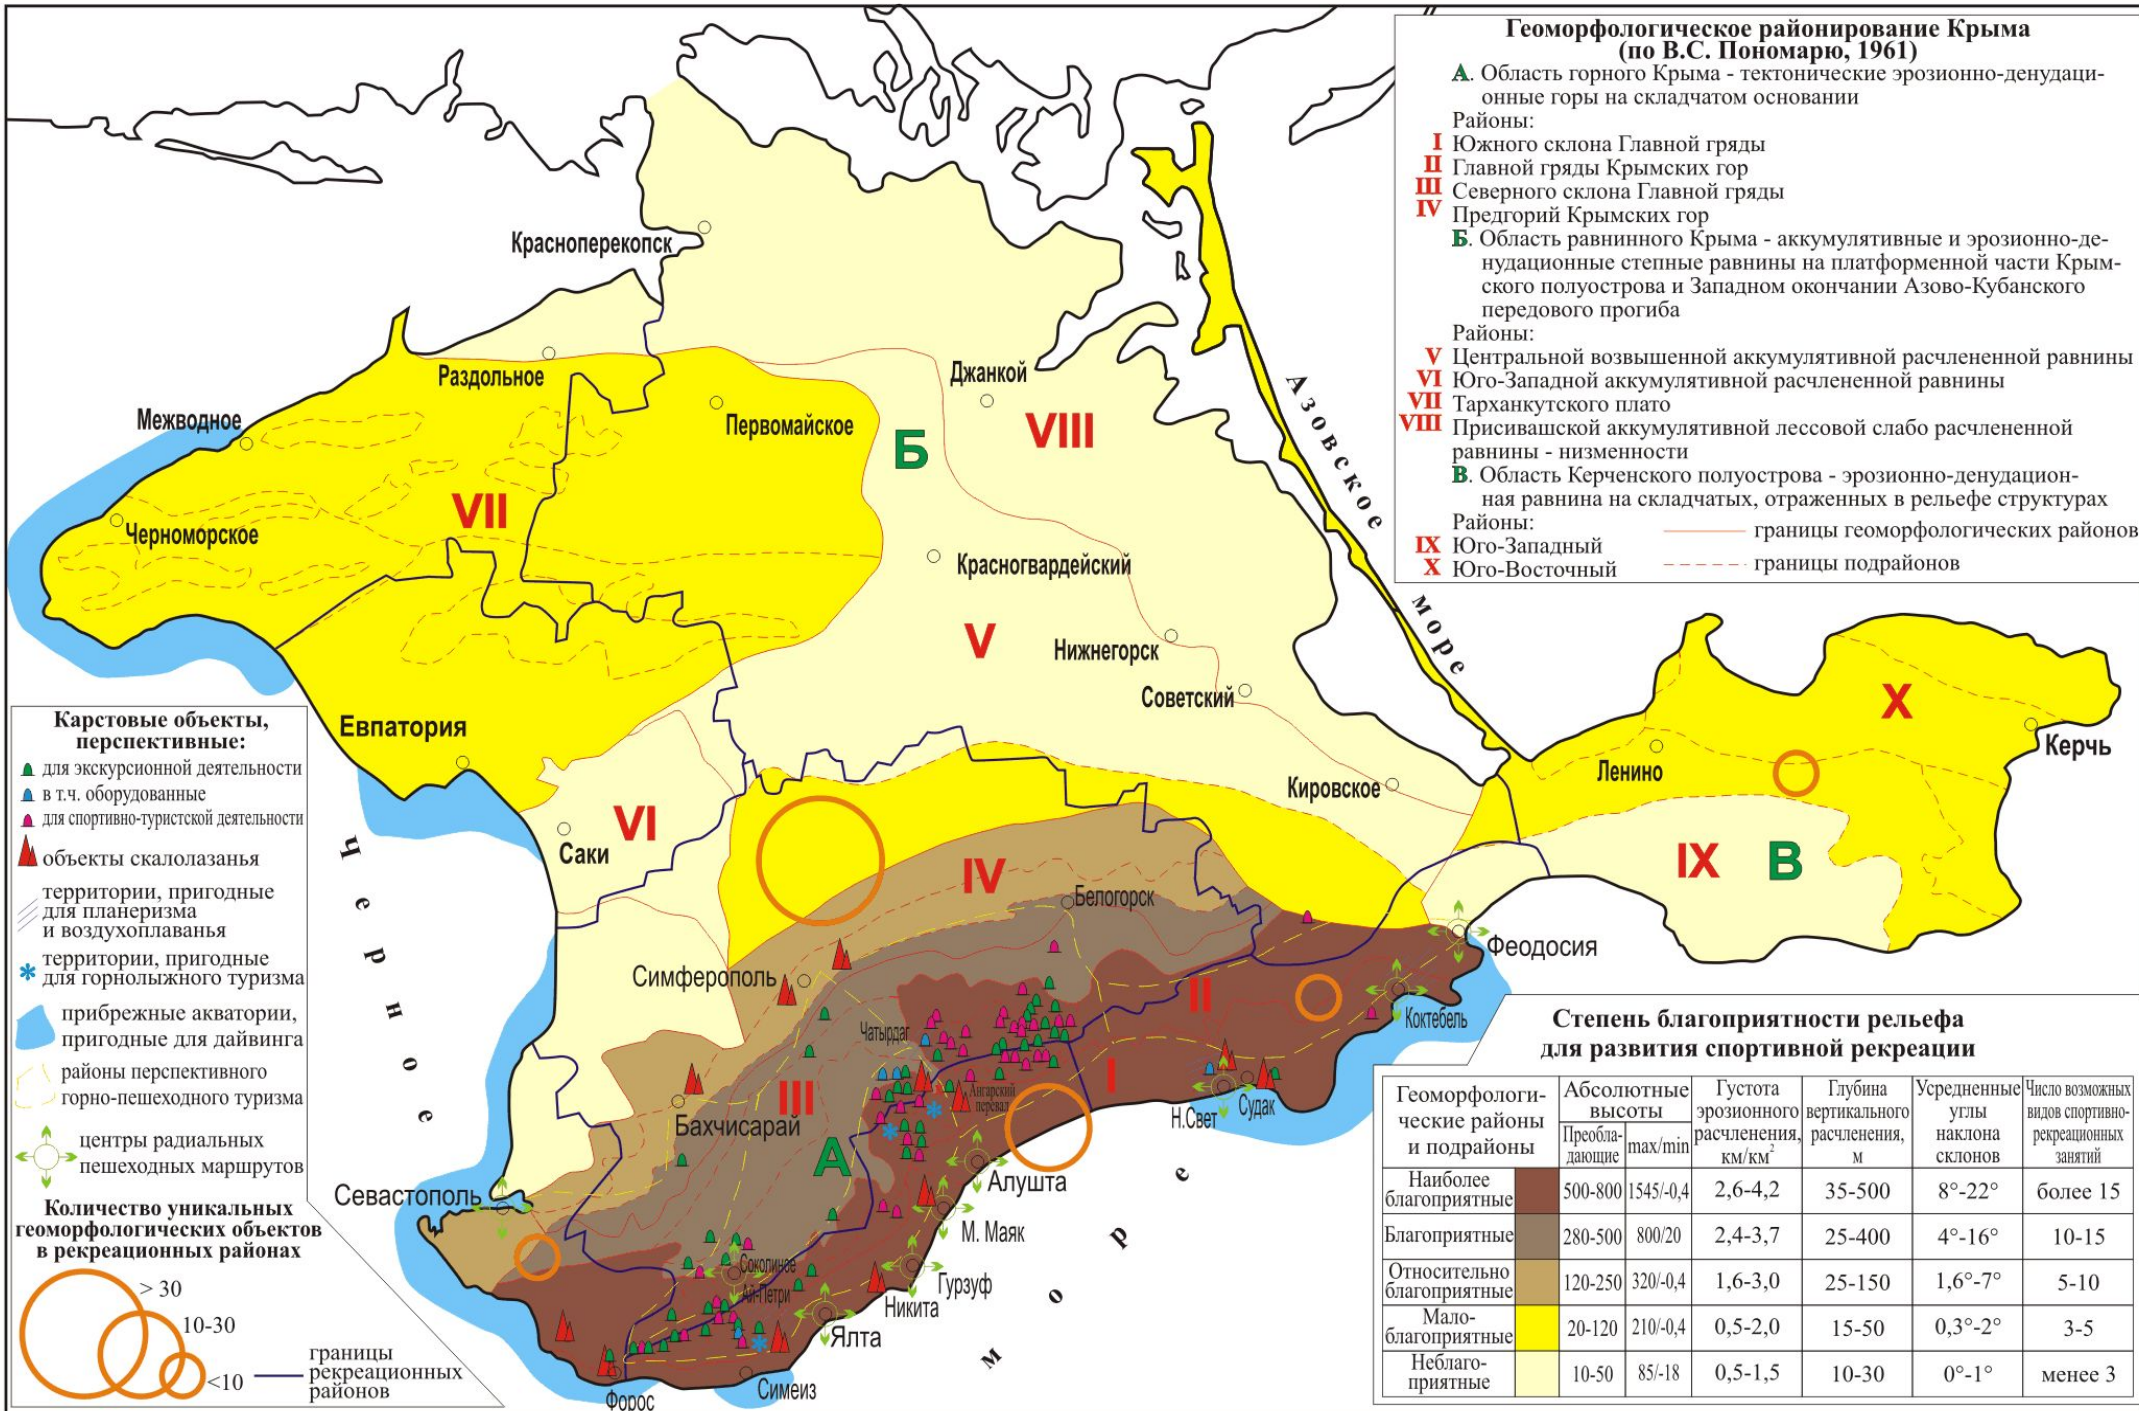 Геоморфологическое районирование Крыма
(по В.С. Пономарю, 1961)
А. Область горного Крыма - тектонические эрозионно-денудаци-
онные горы на складчатом основании
Районы:
I Южного склона Главной гряды
II Главной гряды Крымских гор
III Северного склона Главной гряды
IV Предгорий Крымских гор
Б. Область равнинного Крыма - аккумулятивные и эрозионно-де-
нудационные степные равнины на платформенной части Крым-
ского полуострова и Западном окончании Азово-Кубанского
передового прогиба
Районы:
V Центральной возвышенной аккумулятивной расчлененной равнины
VI Юго-Западной аккумулятивной расчлененной равнины
VII Тарханкутского плато
VIII Присивашской аккумулятивной лессовой слабо расчлененной
равнины - низменности
В. Область Керченского полуострова - эрозионно-денудацион-
ная равнина на складчатых, отраженных в рельефе структурах
Районы:
IX Юго-Западный
X Юго-Восточный
границы геоморфологических районов
границы подрайонов
Красноперекопск
Раздольное
Джанкой
Межводное
Первомайское
Б
VIII
VII
Черноморское
Красногвардейский
V
Нижнегорск
Советский
Азовское
море
X
Евпатория
Керчь
Ленино
Кировское
VI
Саки
IV
IX
В
Белогорск
Феодосия
Симферополь
II
Коктебель
Чатырдаг
I
Ангарский
перевал
III
Н.Свет
Судак
Бахчисарай
А
Алушта
Севастополь
М. Маяк
Соколиное
Ай-Петри
Гурзуф
Никита
Ялта
Симеиз
Форос
Черное
море
Карстовые объекты,
перспективные:
для экскурсионной деятельности
в т.ч. оборудованные
для спортивно-туристской деятельности
объекты скалолазанья
территории, пригодные
для планеризма
и воздухоплаванья
территории, пригодные
для горнолыжного туризма
прибрежные акватории,
пригодные для дайвинга
районы перспективного
горно-пешеходного туризма
центры радиальных
пешеходных маршрутов
Количество уникальных
геоморфологических объектов
в рекреационных районах
> 30
10-30
<10
границы
рекреационных
районов
Степень благоприятности рельефа
для развития спортивной рекреации
Геоморфологи-
ческие районы
и подрайоны
Абсолютные
высоты
Преобла-
дающие
max/min
Густота
эрозионного
расчленения,
км/км²
Глубина
вертикального
расчленения,
м
Усредненные
углы
наклона
склонов
Число возможных
видов спортивно-
рекреационных
занятий
Наиболее
благоприятные
500-800 1545/-0,4 2,6-4,2 35-500 8°-22° более 15
Благоприятные 280-500 800/20 2,4-3,7 25-400 4°-16° 10-15
Относительно
благоприятные
120-250 320/-0,4 1,6-3,0 25-150 1,6°-7° 5-10
Мало-
благоприятные
20-120 210/-0,4 0,5-2,0 15-50 0,3°-2° 3-5
Неблаго-
приятные
10-50 85/-18 0,5-1,5 10-30 0°-1° менее 3